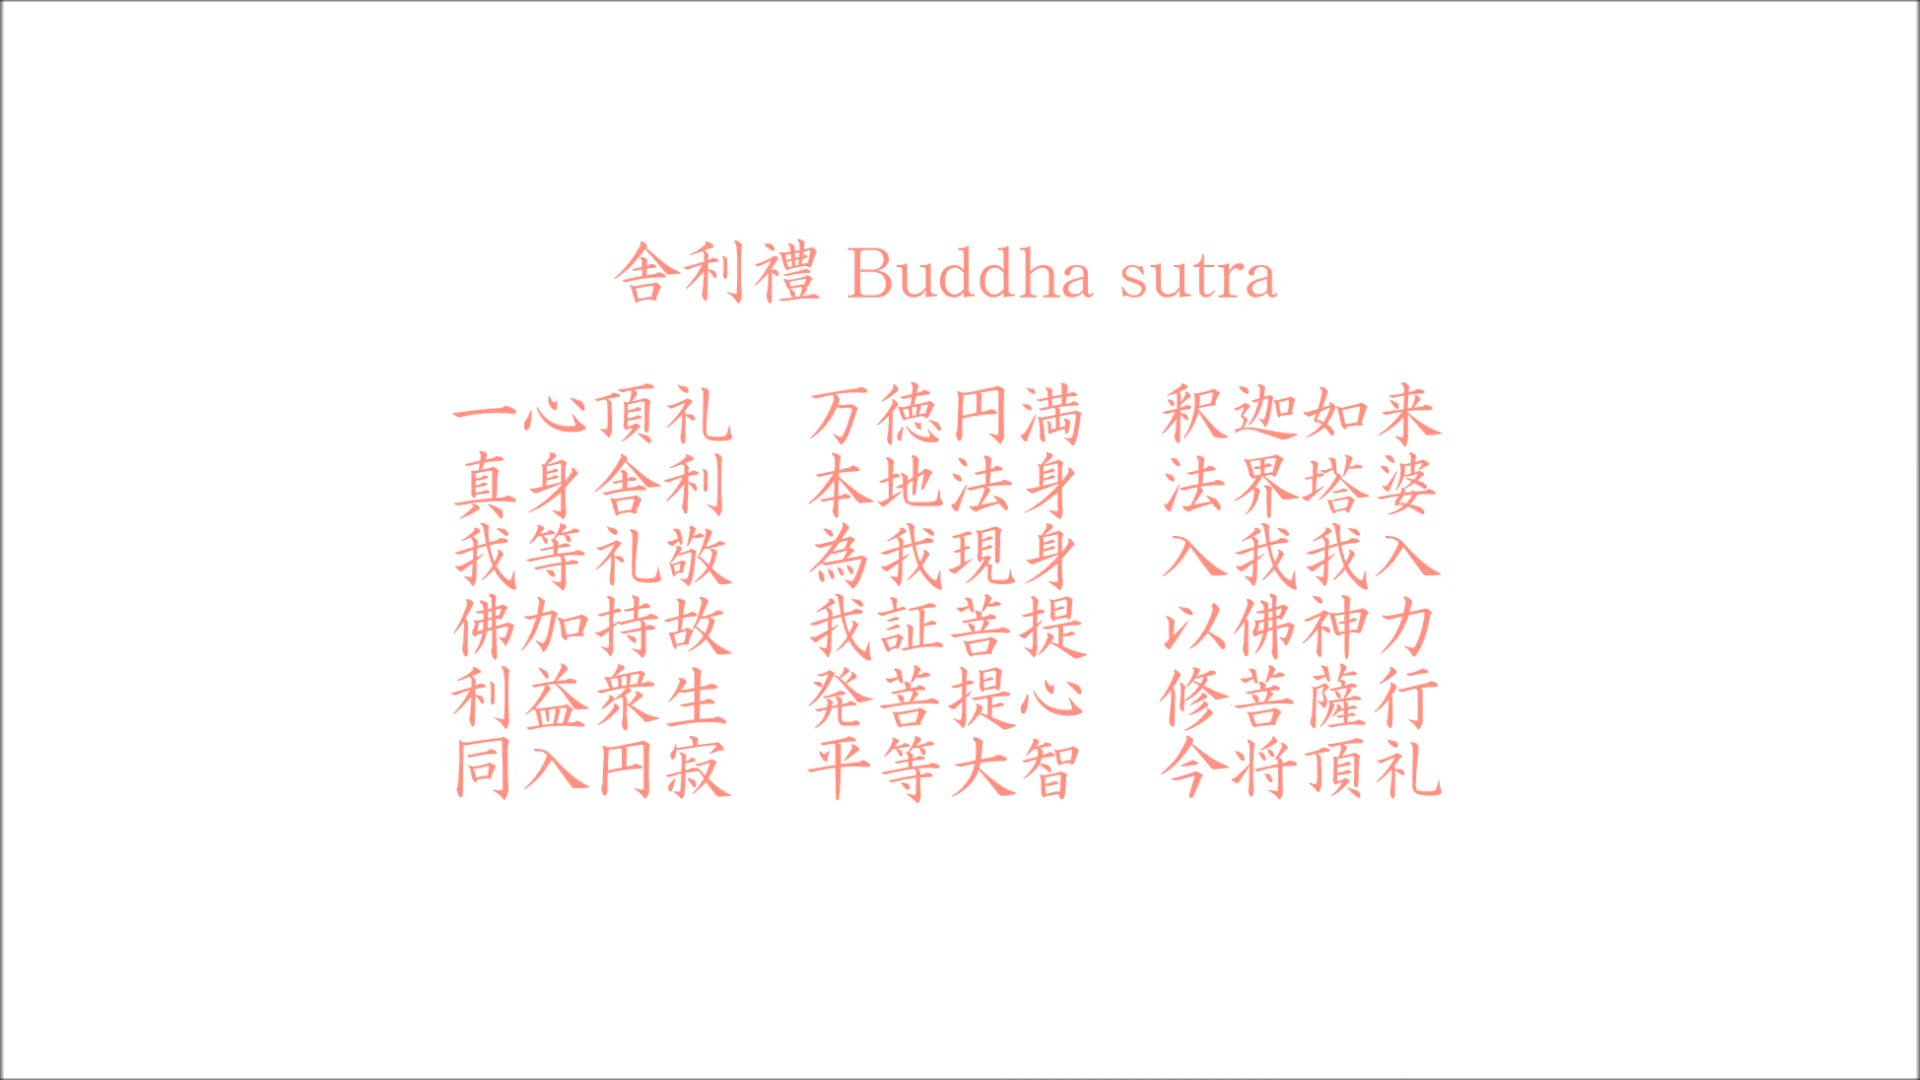 舎利禮 Buddha sutra
一心頂礼　万徳円満　釈迦如来
真身舎利　本地法身　法界塔婆
我等礼敬　為我現身　入我我入
佛加持故　我証菩提　以佛神力
利益衆生　発菩提心　修菩薩行
同入円寂　平等大智　今将頂礼